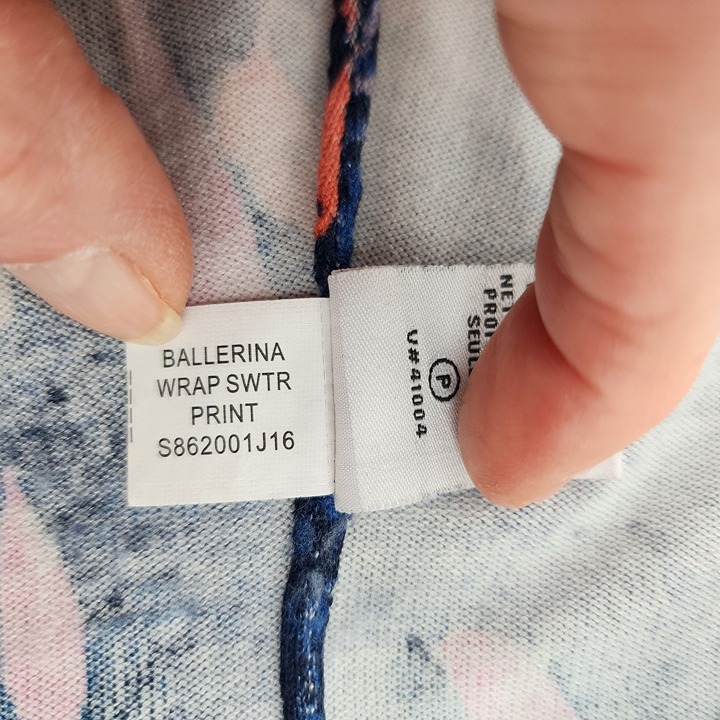 BALLERINA
WRAP SWTR
PRINT
S862001J16
P
V#41004